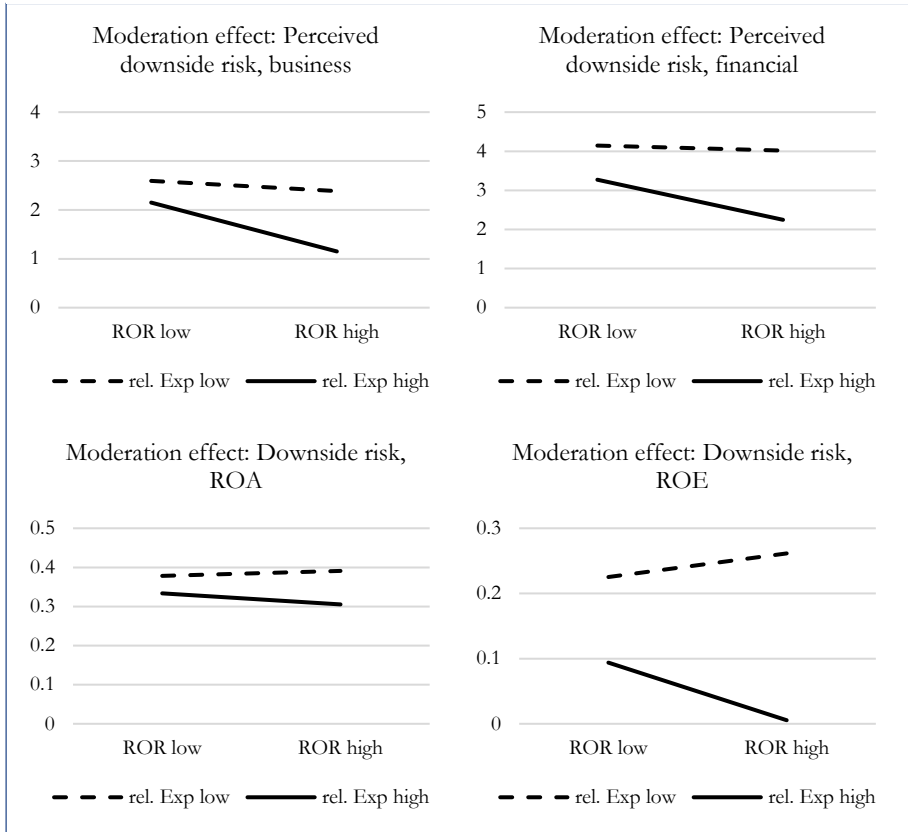 Moderation effect: Perceived
downside risk, business
4
3
2
1
0
ROR low ROR high
rel. Exp low rel. Exp high
Moderation effect: Perceived
downside risk, financial
5
4
3
2
1
0
ROR low ROR high
rel. Exp low rel. Exp high
Moderation effect: Downside risk,
ROA
0.5
0.4
0.3
0.2
0.1
0
ROR low ROR high
rel. Exp low rel. Exp high
Moderation effect: Downside risk,
ROE
0.3
0.2
0.1
0
ROR low ROR high
rel. Exp low rel. Exp high